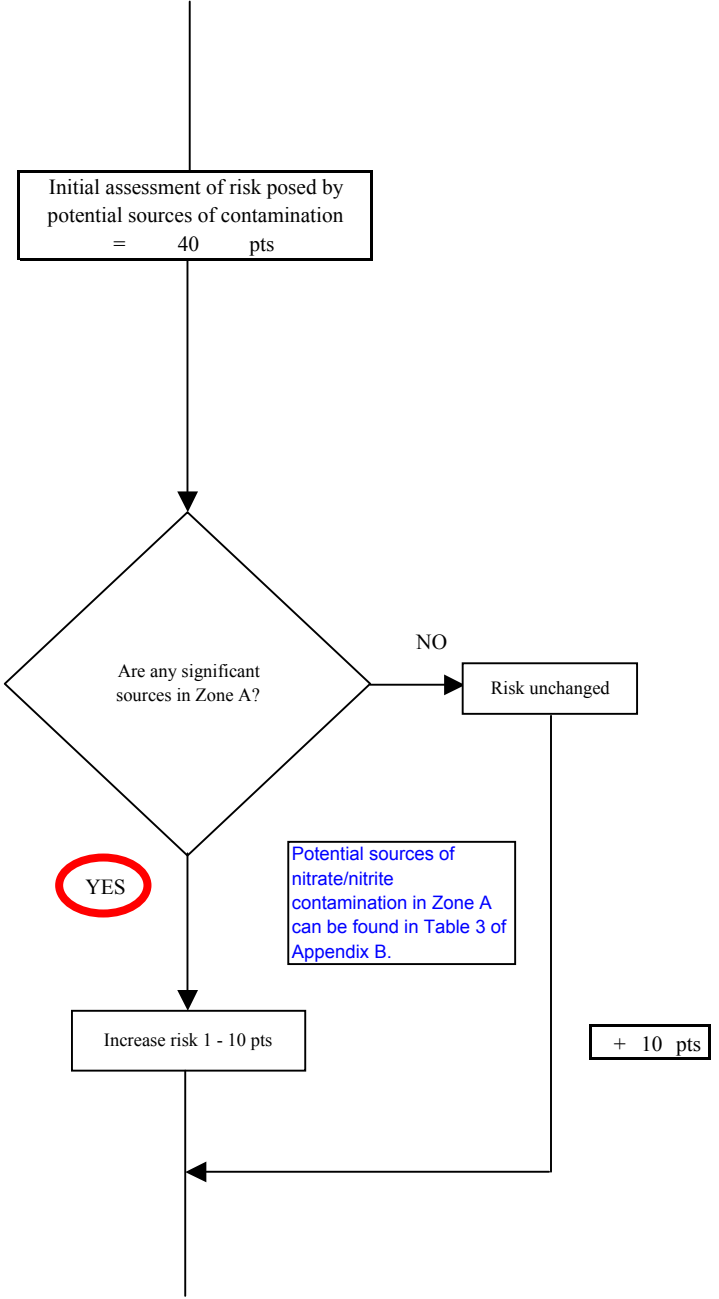 Initial assessment of risk posed by
potential sources of contamination
= 40 pts
NO
Are any significant
sources in Zone A?
Risk unchanged
YES
Potential sources of
nitrate/nitrite
contamination in Zone A
can be found in Table 3 of
Appendix B.
Increase risk 1 - 10 pts
+ 10 pts